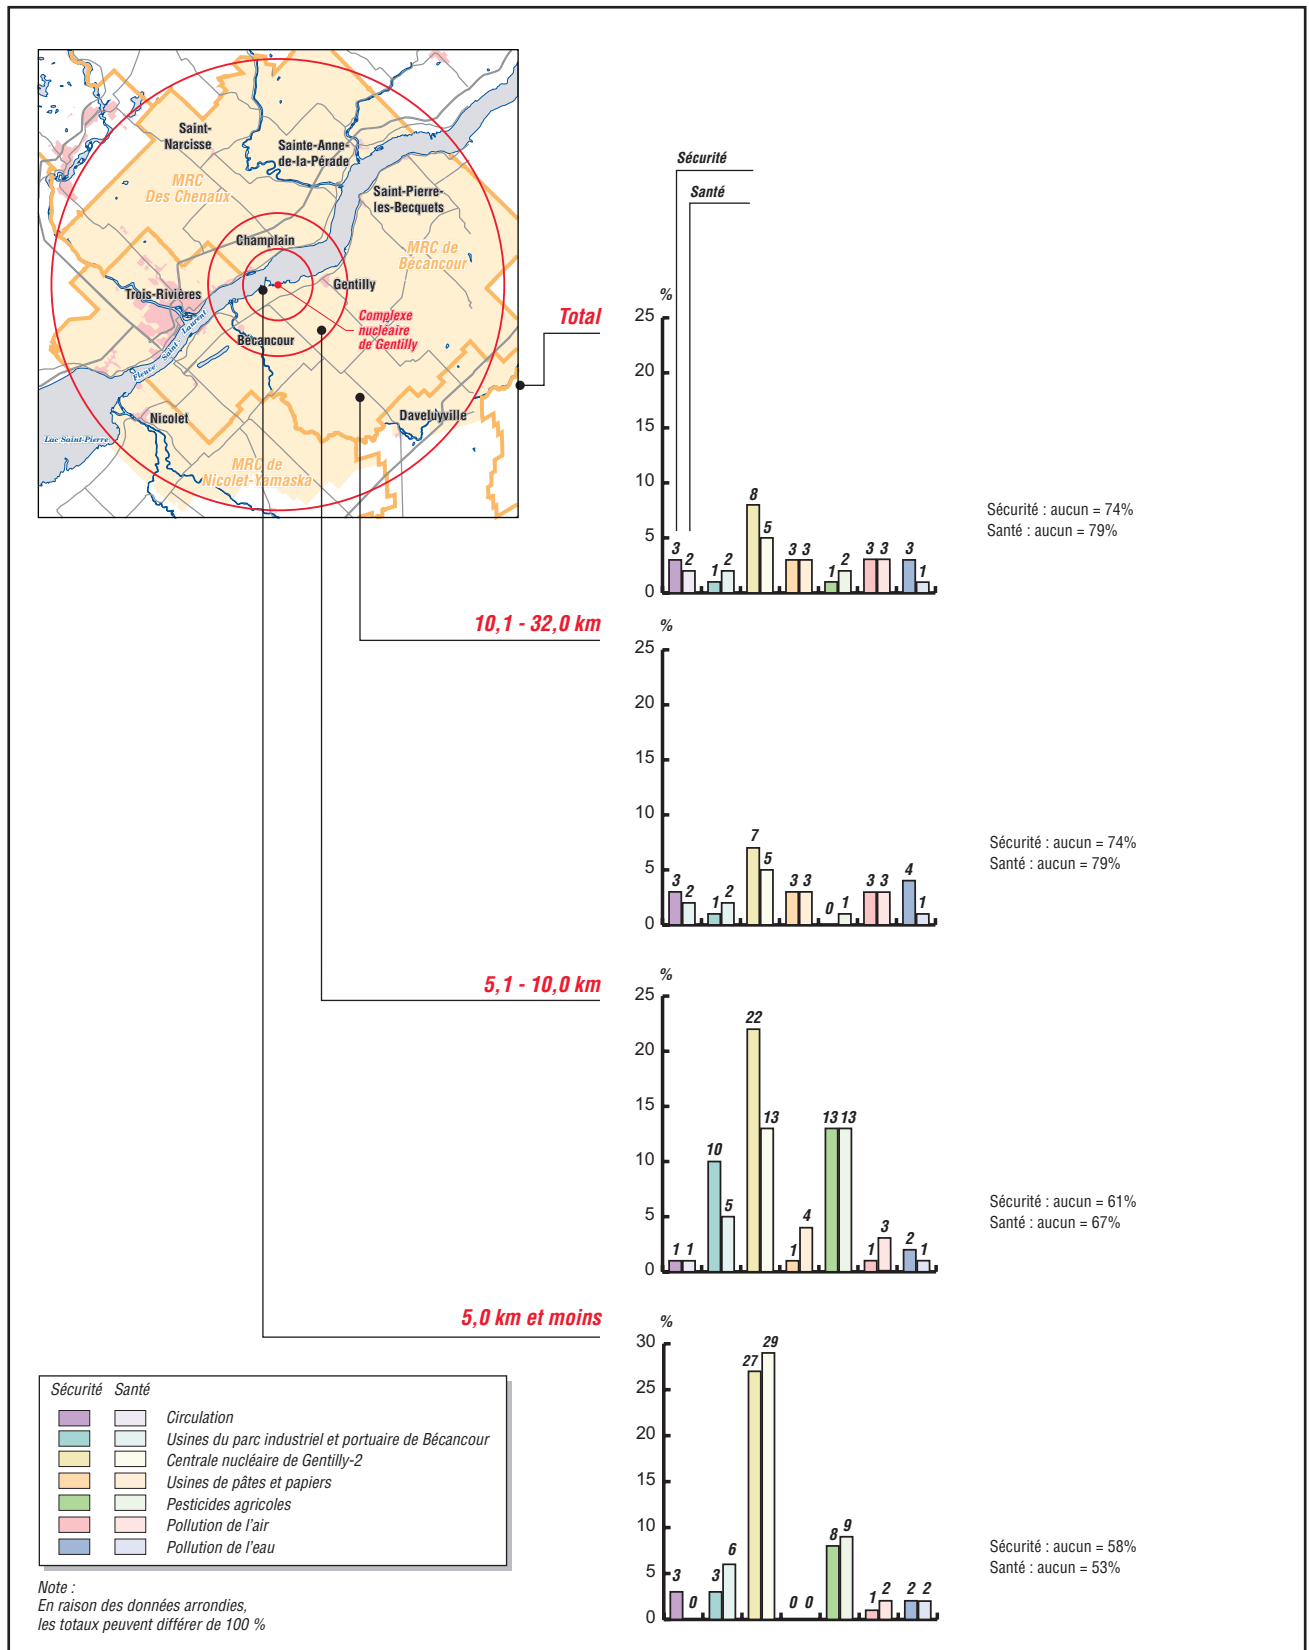 Saint-
Narcisse
Sainte-Anne-
de-la-Pérade
MRC
Des Chenaux
Saint-Pierre-
les-Becquets
Champlain
MRC de
Bécancour
Trois-Rivières
Gentilly
Complexe
nucléaire
de Gentilly
Bécancour
Fleuve Saint-Laurent
Nicolet
Daveluyville
Lac Saint-Pierre
MRC de
Nicolet-Yamaska
Sécurité
Santé
Total
%
25
20
15
10
5
0
3 2 1 2 8 5 3 3 1 2 3 3 3 1
Sécurité : aucun = 74%
Santé : aucun = 79%
10,1 - 32,0 km
%
25
20
15
10
5
0
3 2 1 2 7 5 3 3 0 1 3 3 4 1
Sécurité : aucun = 74%
Santé : aucun = 79%
5,1 - 10,0 km
%
25
20
15
10
5
0
1 1 10 5 22 13 1 4 13 13 1 3 2 1
Sécurité : aucun = 61%
Santé : aucun = 67%
5,0 km et moins
%
30
25
20
15
10
5
0
3 0 3 6 27 29 0 0 8 9 1 2 2 2
Sécurité : aucun = 58%
Santé : aucun = 53%
Sécurité Santé
Circulation
Usines du parc industriel et portuaire de Bécancour
Centrale nucléaire de Gentilly-2
Usines de pâtes et papiers
Pesticides agricoles
Pollution de l'air
Pollution de l'eau
Note :
En raison des données arrondies,
les totaux peuvent différer de 100 %